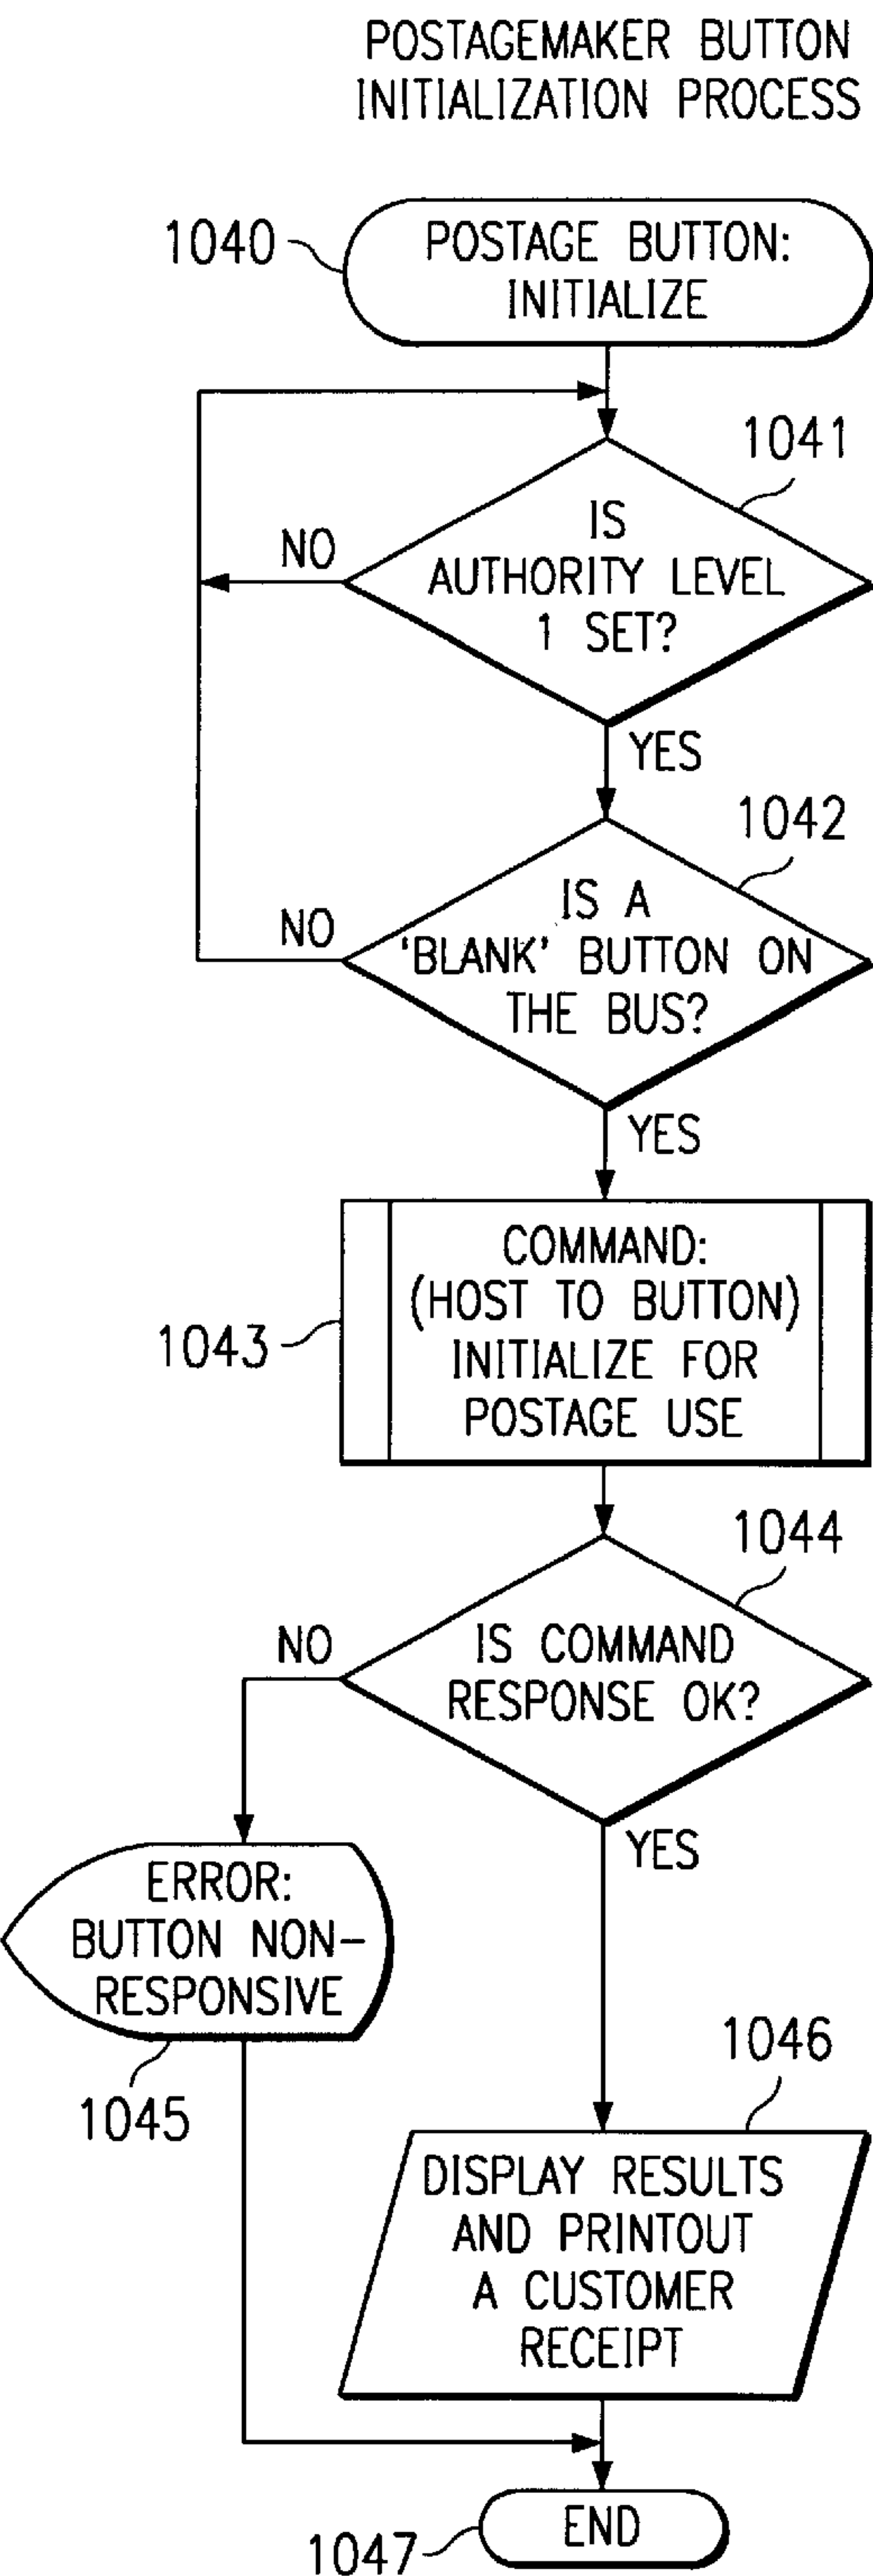 POSTAGEMAKER BUTTON
INITIALIZATION PROCESS
1040
POSTAGE BUTTON:
INITIALIZE
1041
IS
AUTHORITY LEVEL
1 SET?
NO
YES
1042
IS A
'BLANK' BUTTON ON
THE BUS?
NO
YES
1043
COMMAND:
(HOST TO BUTTON)
INITIALIZE FOR
POSTAGE USE
1044
IS COMMAND
RESPONSE OK?
NO
YES
ERROR:
BUTTON NON-
RESPONSIVE
1045
1046
DISPLAY RESULTS
AND PRINTOUT
A CUSTOMER
RECEIPT
END
1047